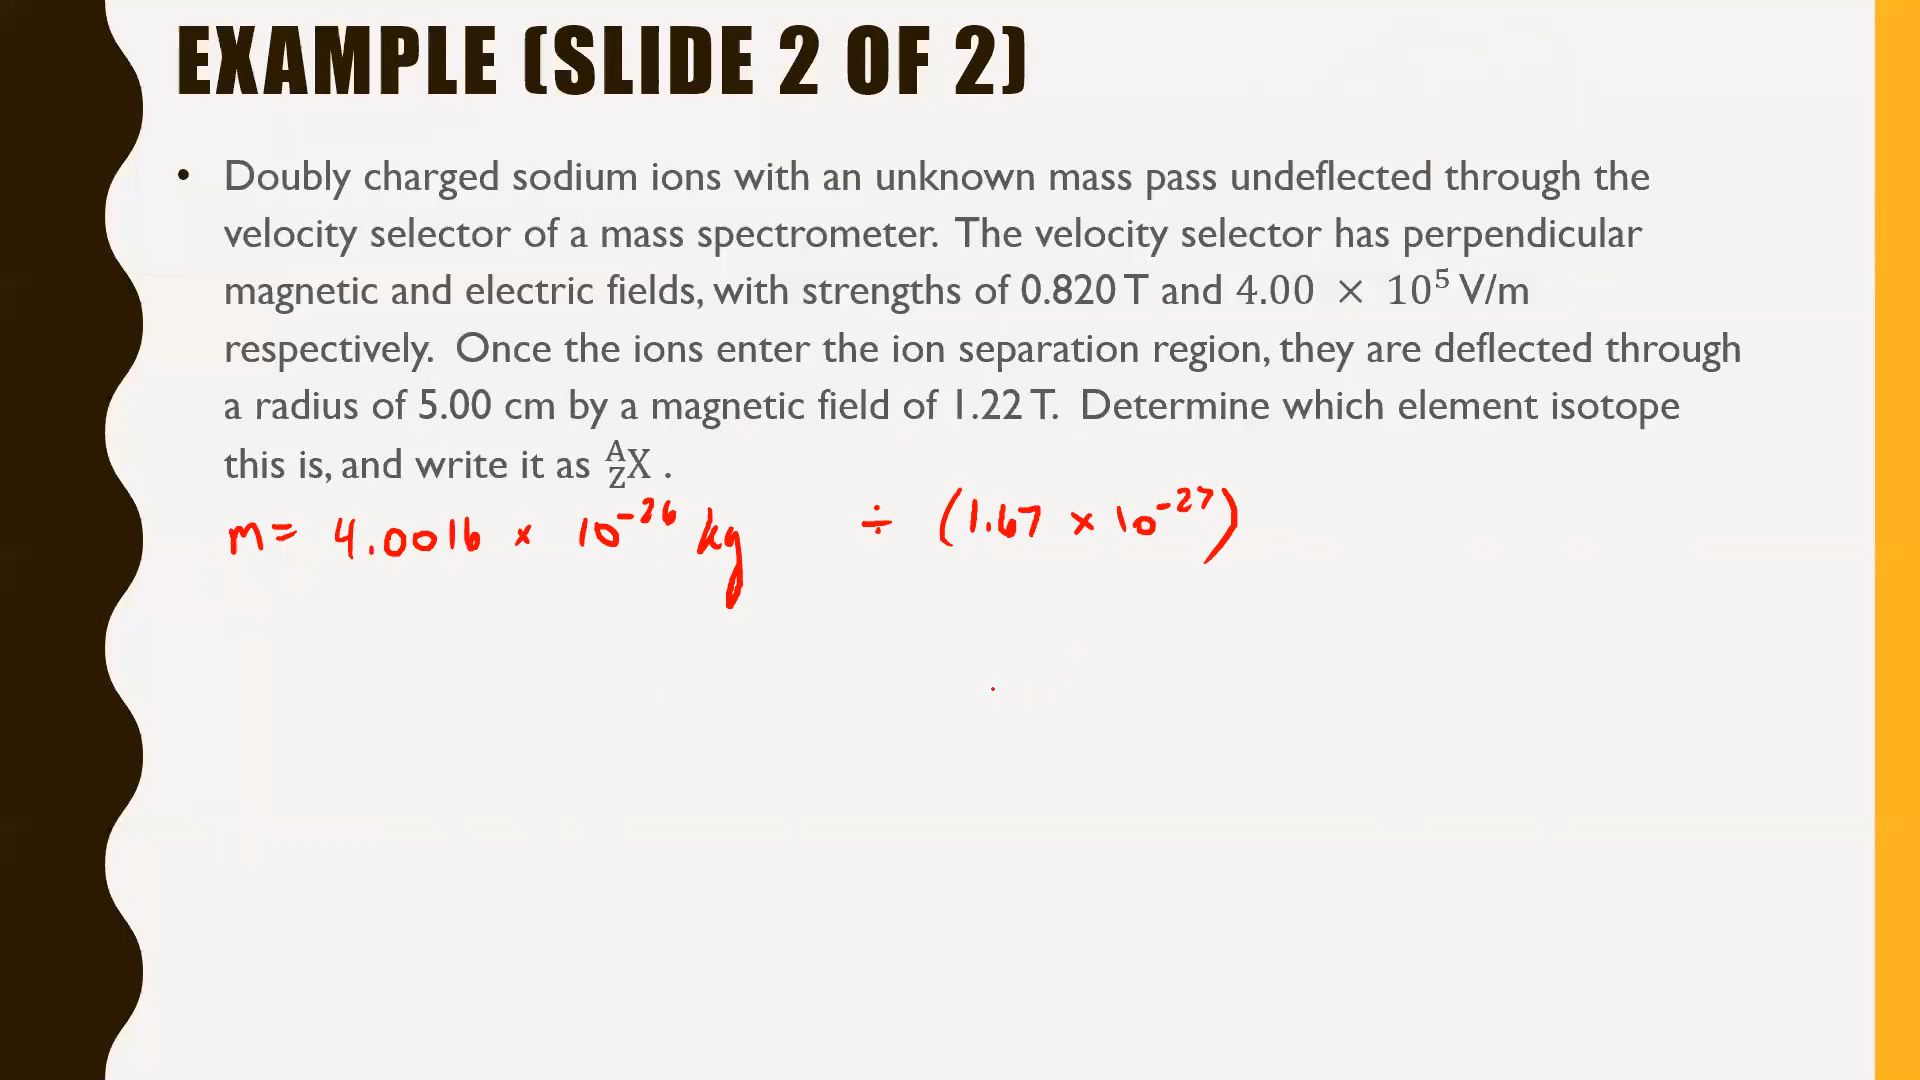 EXAMPLE (SLIDE 2 OF 2)
• Doubly charged sodium ions with an unknown mass pass undeflected through the
velocity selector of a mass spectrometer. The velocity selector has perpendicular
magnetic and electric fields, with strengths of 0.820 T and 4.00 × 10⁵ V/m
respectively. Once the ions enter the ion separation region, they are deflected through
a radius of 5.00 cm by a magnetic field of 1.22 T. Determine which element isotope
this is, and write it as ᴬ_ZX .
m = 4.0016 × 10⁻²⁶ kg ÷ (1.67 × 10⁻²⁷)